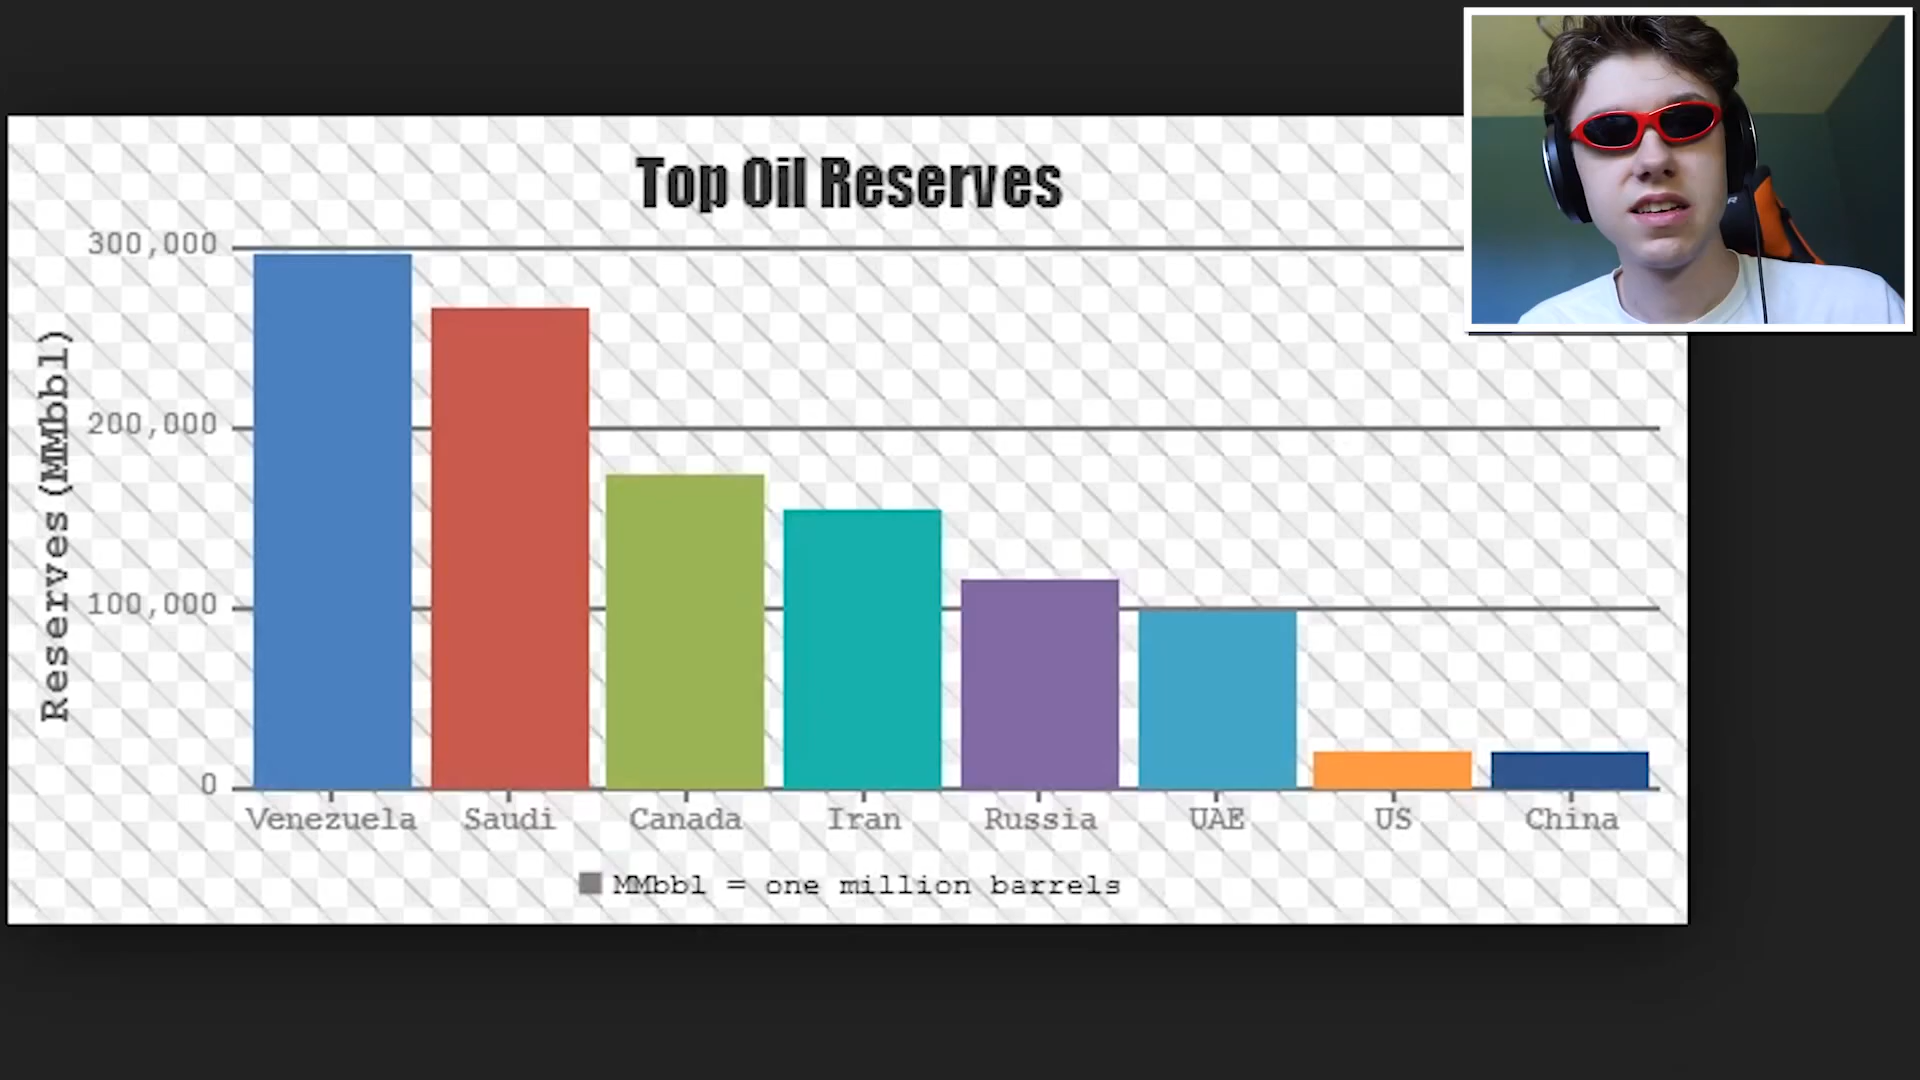 Top Oil Reserves
300,000
200,000
100,000
0
Reserves (MMbbl)
Venezuela Saudi Canada Iran Russia UAE US China
MMbbl = one million barrels